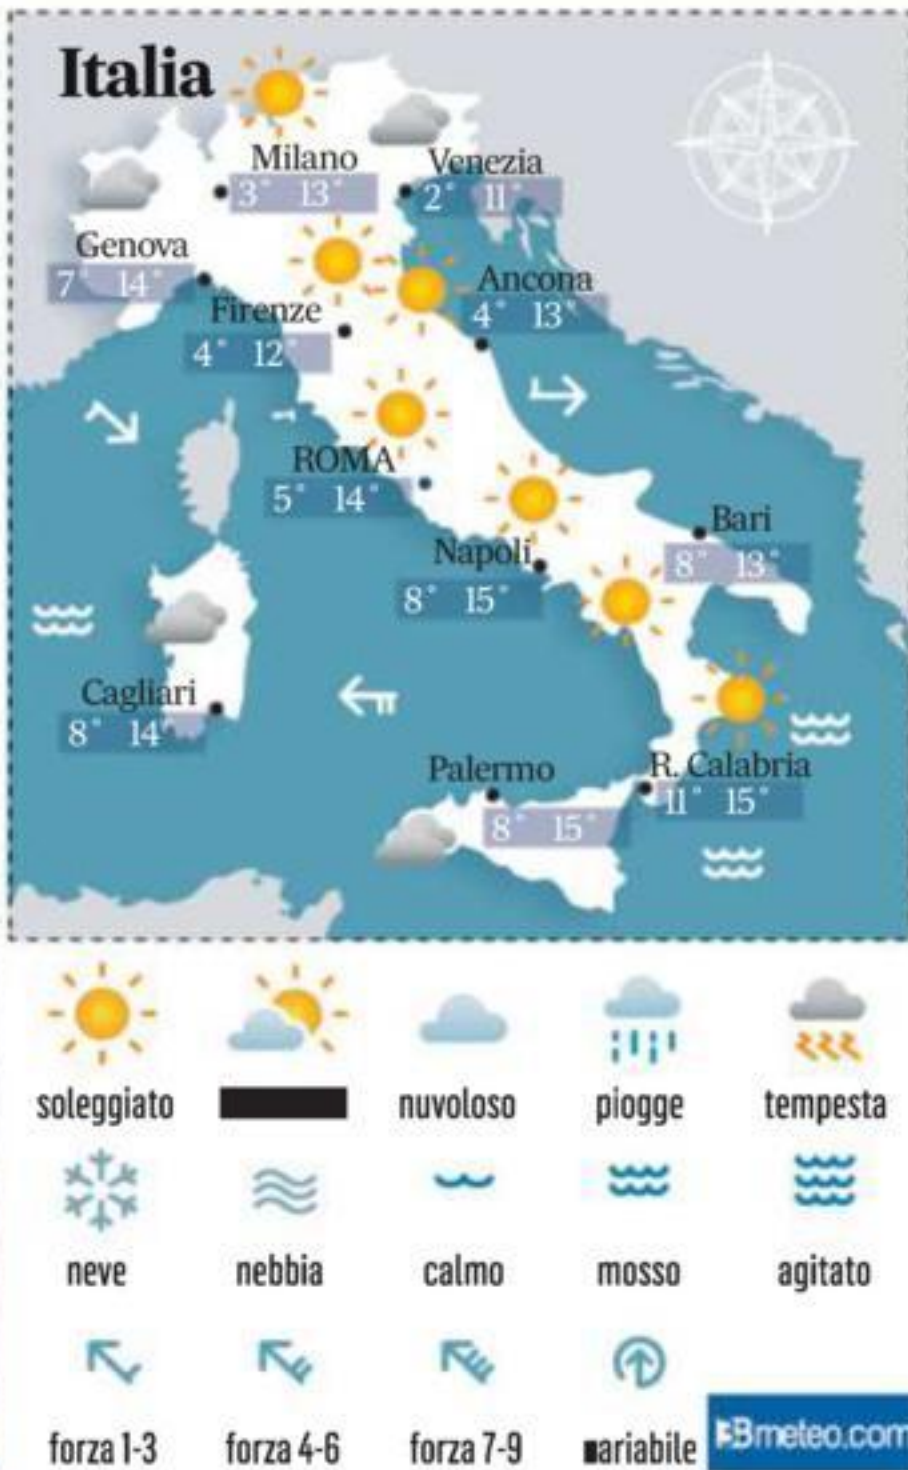 Italia
Milano
3° 13°
Venezia
2° 11°
Genova
7° 14°
Firenze
4° 12°
Ancona
4° 13°
ROMA
5° 14°
Napoli
8° 15°
Bari
8° 13°
Cagliari
8° 14°
Palermo
8° 15°
R. Calabria
11° 15°
soleggiato
nuvoloso
piogge
tempesta
neve
nebbia
calmo
mosso
agitato
forza 1-3
forza 4-6
forza 7-9
ariabile
Bmeteo.com